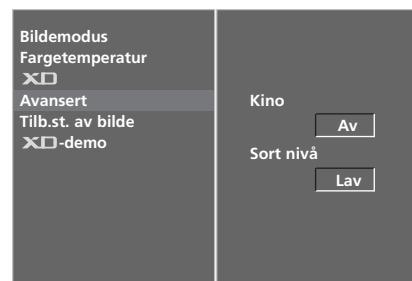 Bildemodus
Fargetemperatur
XD
Avansert
Tilb.st. av bilde
XD-demo
Kino
Av
Sort nivå
Lav